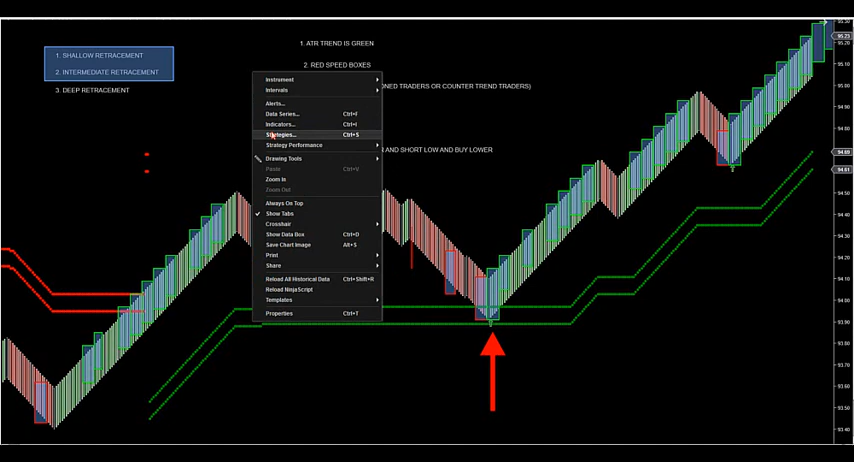 1. ATR TREND IS GREEN
1. SHALLOW RETRACEMENT
2. INTERMEDIATE RETRACEMENT
3. DEEP RETRACEMENT
2. RED SPEED BOXES
ONED TRADERS OR COUNTER TREND TRADERS)
R AND SHORT LOW AND BUY LOWER
Instrument
Intervals
Alerts...
Data Series... Ctrl+F
Indicators... Ctrl+I
Strategies... Ctrl+S
Strategy Performance
Drawing Tools
Paste Ctrl+V
Zoom In
Zoom Out
Always On Top
Show Tabs
Crosshair
Show Data Box Ctrl+D
Save Chart Image Alt+S
Print
Share
Reload All Historical Data Ctrl+Shift+R
Reload NinjaScript
Templates
Properties Ctrl+T
95.30
95.23
95.20
95.10
95.00
94.90
94.80
94.69
94.61
94.50
94.40
94.30
94.20
94.10
94.00
93.90
93.80
93.70
93.60
93.50
93.40